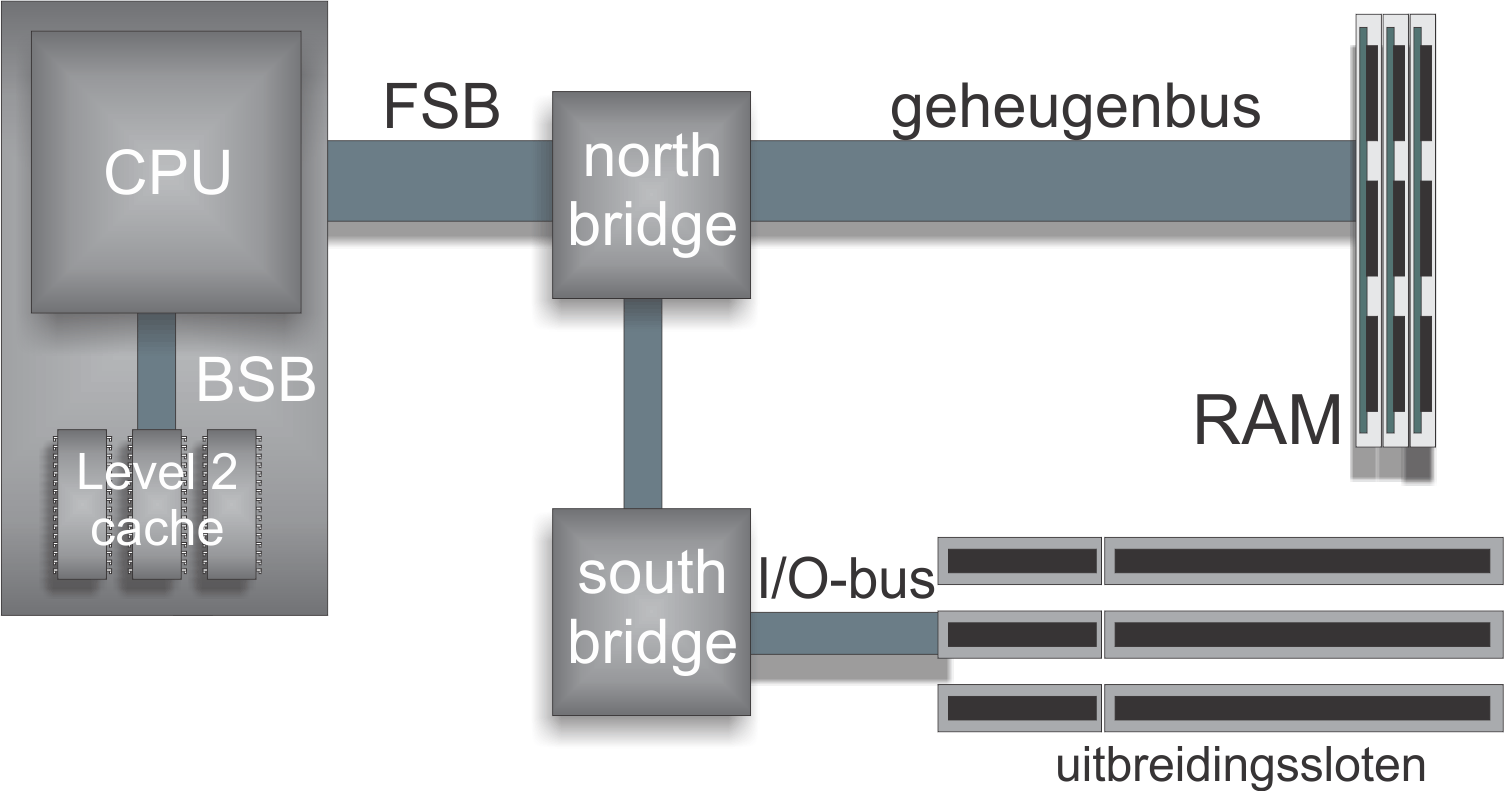 CPU
FSB
north
bridge
geheugenbus
BSB
Level 2
cache
RAM
south
bridge
I/O-bus
uitbreidingssloten